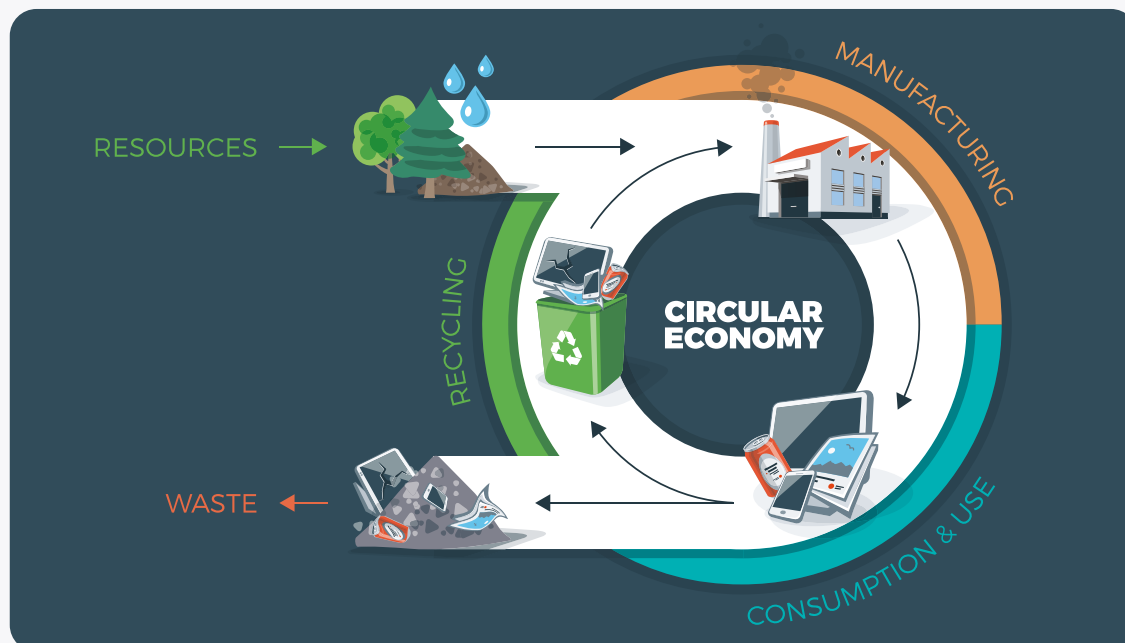 MANUFACTURING
RESOURCES
RECYCLING
CIRCULAR
ECONOMY
WASTE
CONSUMPTION & USE